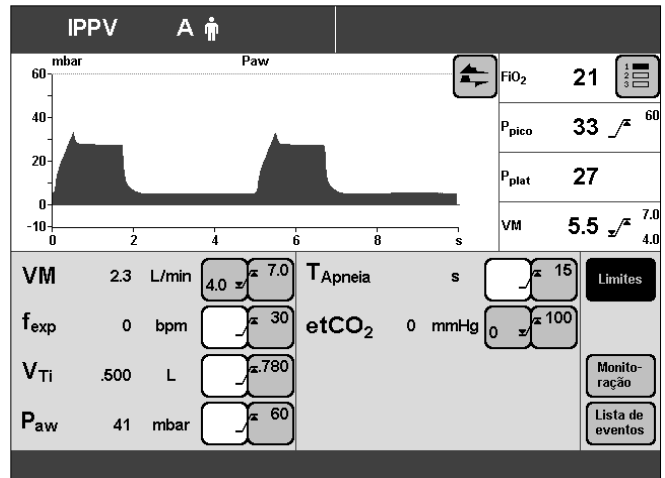 IPPV A
mbar Paw
60
40
20
0
-10
0 2 4 6 8 s
FiO2 21 1 2 3
Ppico 33 60
Pplat 27
VM 5.5 7.0 4.0
VM 2.3 L/min 4.0 7.0
fexp 0 bpm 30
VTi .500 L .780
Paw 41 mbar 60
TApneia s 15
etCO2 0 mmHg 0 100
Limites
Monito-
ração
Lista de
eventos